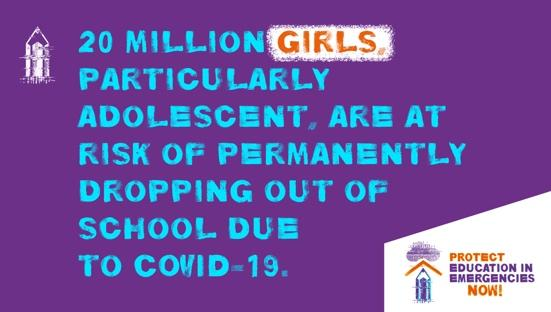 20 MILLION GIRLS,
PARTICULARLY
ADOLESCENT, ARE AT
RISK OF PERMANENTLY
DROPPING OUT OF
SCHOOL DUE
TO COVID-19.
PROTECT
EDUCATION IN
EMERGENCIES
NOW!